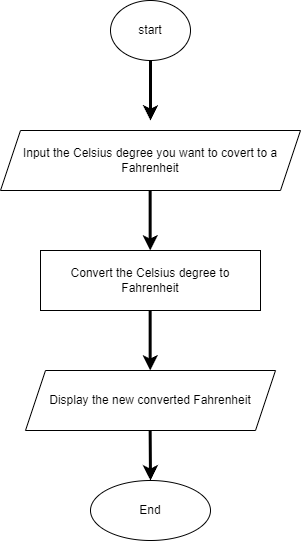 start
Input the Celsius degree you want to covert to a
Fahrenheit
Convert the Celsius degree to
Fahrenheit
Display the new converted Fahrenheit
End